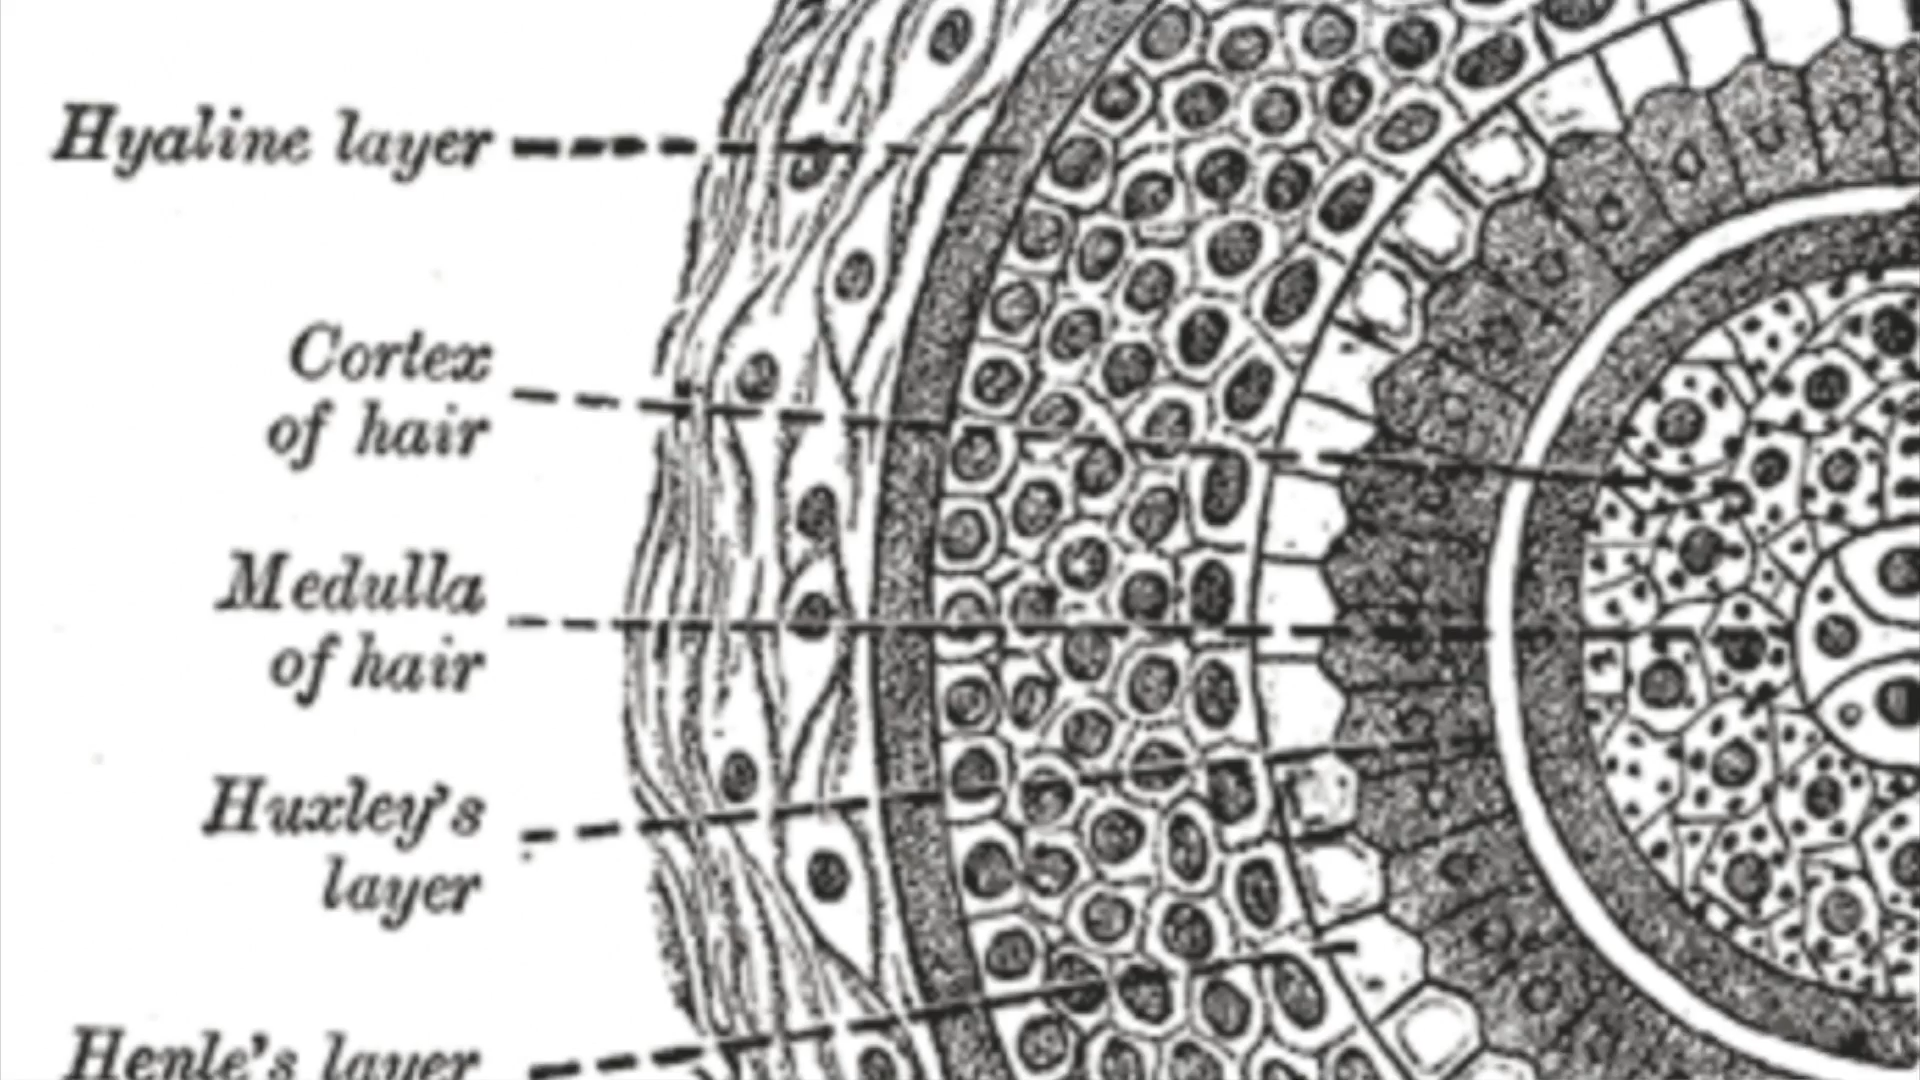 Hyaline layer
Cortex
of hair
Medulla
of hair
Huxley's
layer
Henle's layer